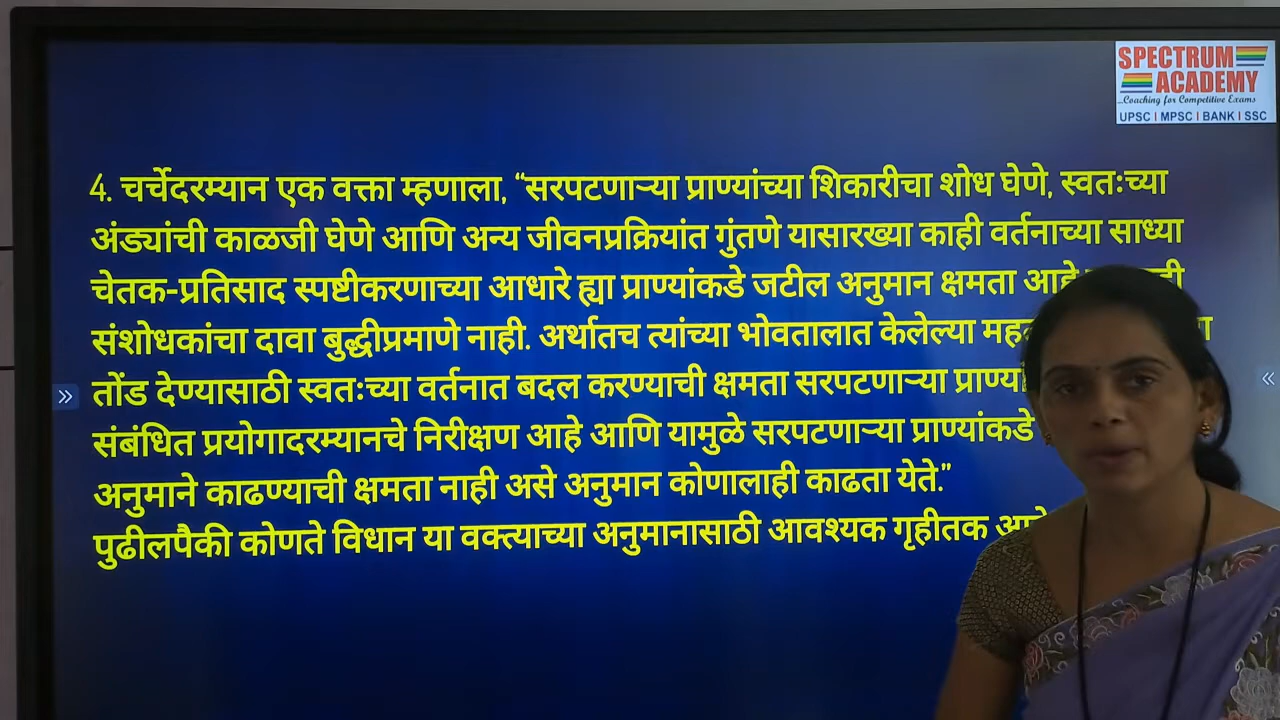 SPECTRUM
ACADEMY
...Coaching for Competitive Exams
UPSC | MPSC | BANK | SSC
4. चर्चेदरम्यान एक वक्ता म्हणाला, “सरपटणाऱ्या प्राण्यांच्या शिकारीचा शोध घेणे, स्वतःच्या
अंड्यांची काळजी घेणे आणि अन्य जीवनप्रक्रियांत गुंतणे यासारख्या काही वर्तनाच्या साध्या
चेतक-प्रतिसाद स्पष्टीकरणाच्या आधारे ह्या प्राण्यांकडे जटील अनुमान क्षमता
संशोधकांचा दावा बुद्धीप्रमाणे नाही. अर्थातच त्यांच्या भोवतालात केलेल्या
तोंड देण्यासाठी स्वतःच्या वर्तनात बदल करण्याची क्षमता सरपटणाऱ्या
संबंधित प्रयोगादरम्यानचे निरीक्षण आहे आणि यामुळे सरपटणाऱ्या प्राण्यांकडे
अनुमाने काढण्याची क्षमता नाही असे अनुमान कोणालाही काढता येते.”
पुढीलपैकी कोणते विधान या वक्त्याच्या अनुमानासाठी आवश्यक गृहीतक